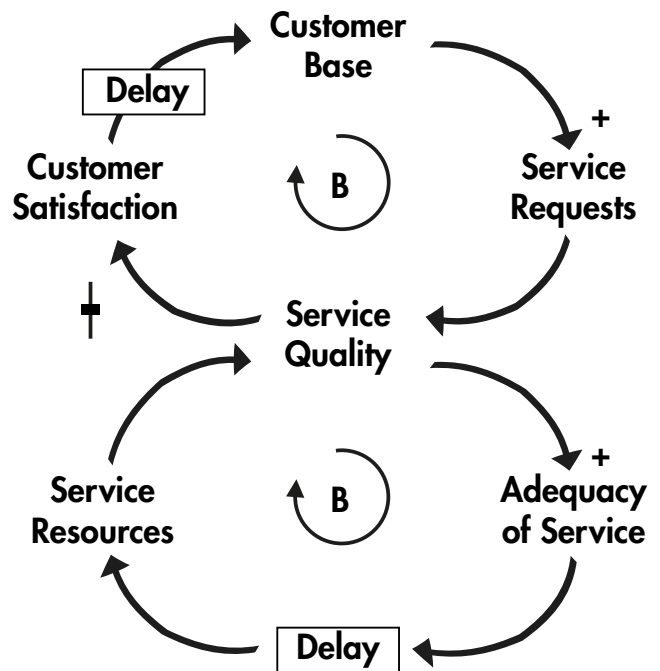 Customer
Base
Delay
+
Customer
Satisfaction
B
Service
Requests
Service
Quality
+
Service
Resources
B
Adequacy
of Service
Delay